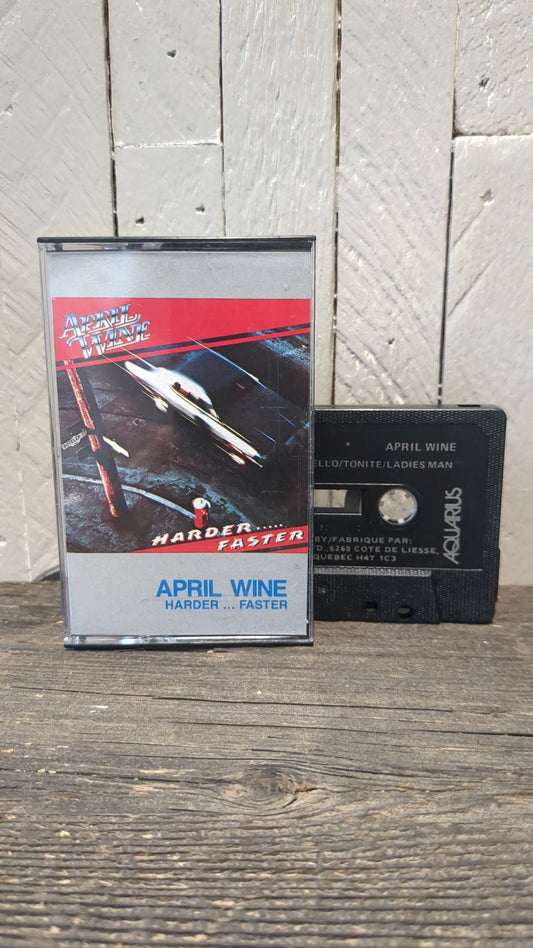 APRIL
WINE
HARDER.....
FASTER
APRIL WINE
HARDER ... FASTER
APRIL WINE
ELLO/TONITE/LADIES MAN
BY/FABRIQUE PAR:
D.,6265 COTE DE LIESSE,
QUEBEC H4T 1C3
AQUARIUS